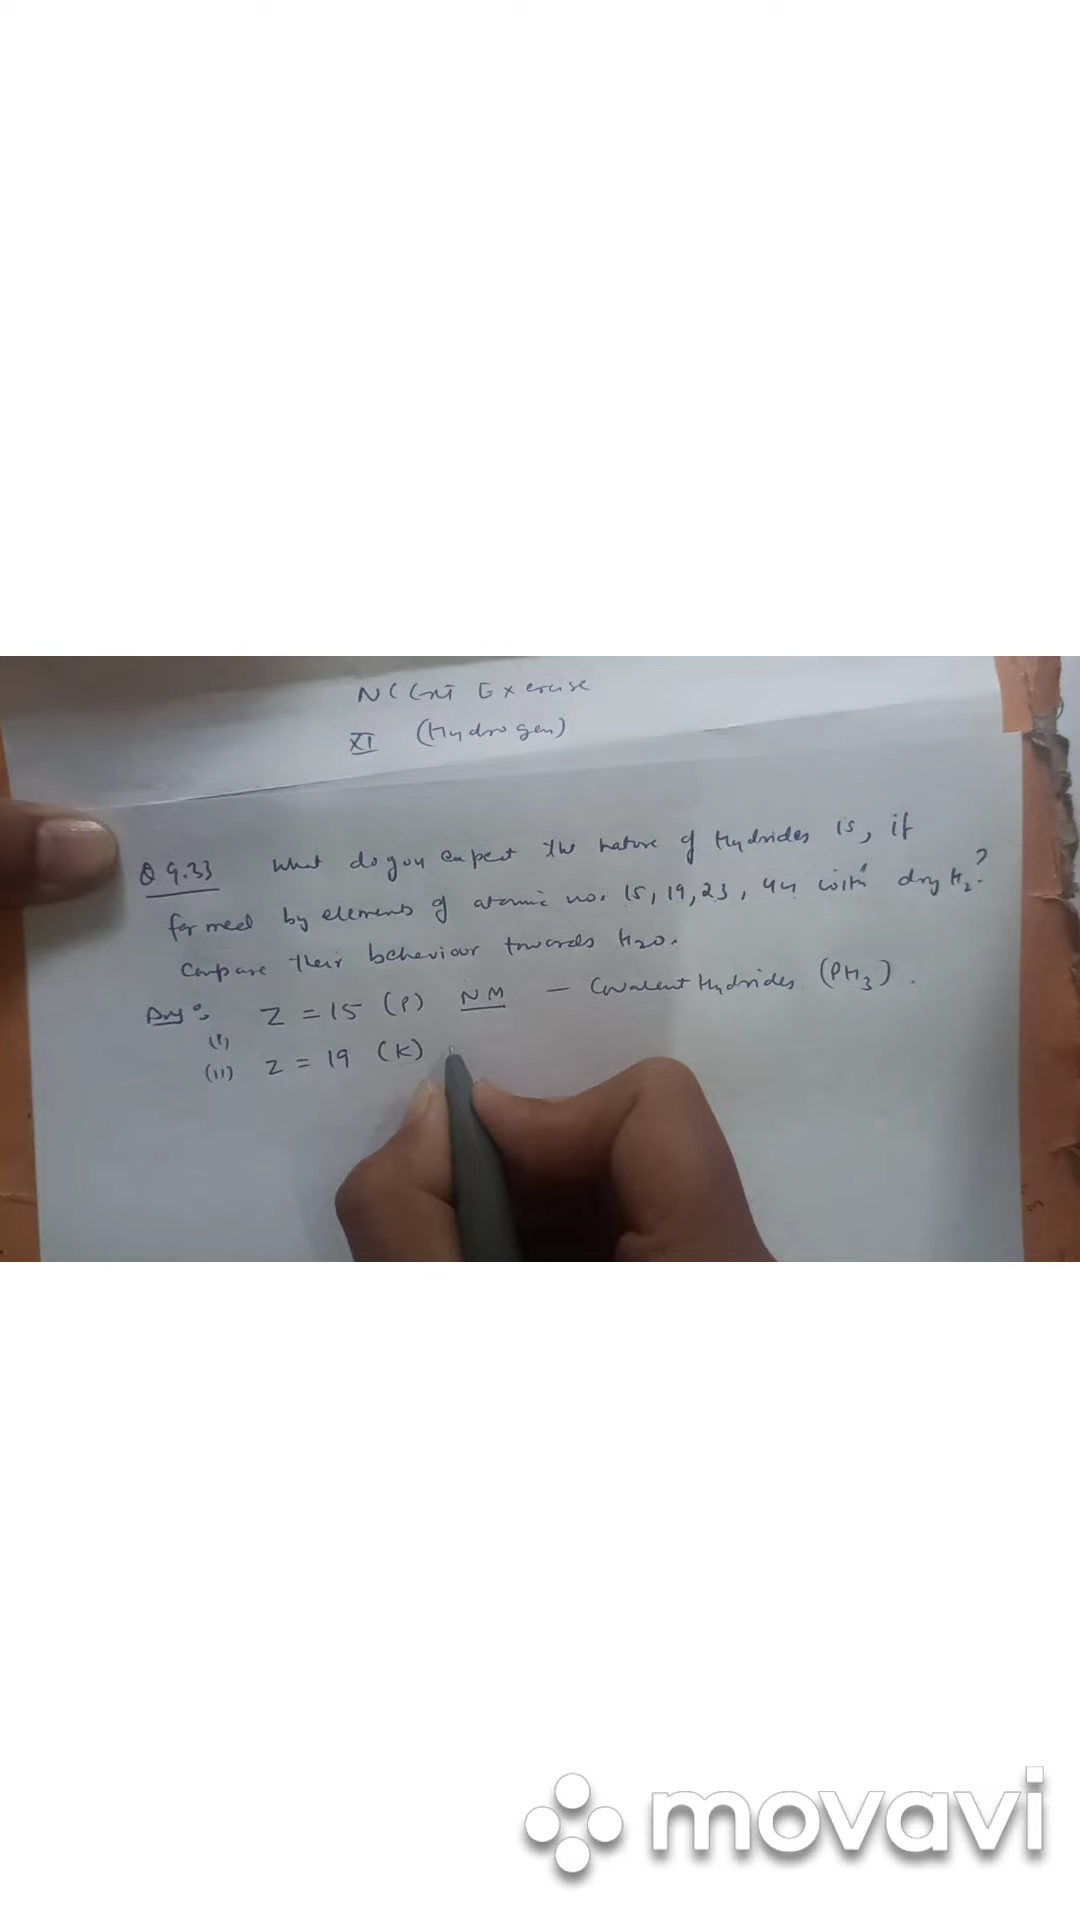 NCERT Exercise
XI (Hydrogen)
Q 9.33 What do you expect the nature of Hydrides is, if
formed by elements of atomic no. 15, 19, 23, 44 with dry H2?
Compare their behaviour towards H2O.
Ans:
(i) Z = 15 (P) NM — Covalent Hydrides (PH3).
(ii) Z = 19 (K)
movavi